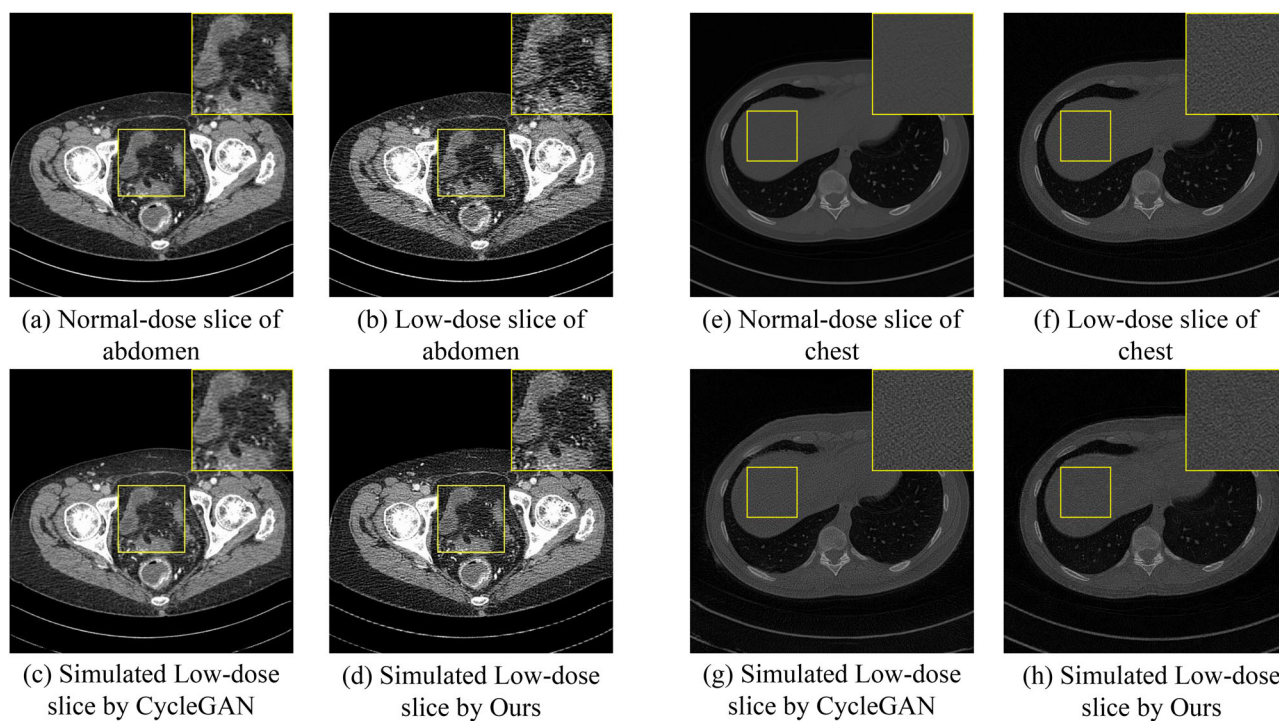 (a) Normal-dose slice of
abdomen
(b) Low-dose slice of
abdomen
(e) Normal-dose slice of
chest
(f) Low-dose slice of
chest
(c) Simulated Low-dose
slice by CycleGAN
(d) Simulated Low-dose
slice by Ours
(g) Simulated Low-dose
slice by CycleGAN
(h) Simulated Low-dose
slice by Ours